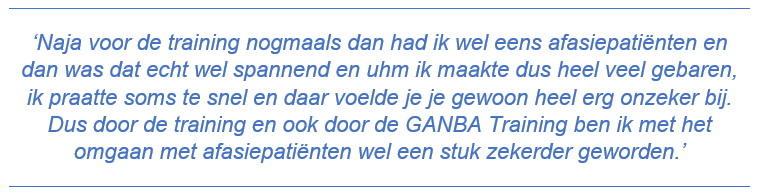 ‘Naja voor de training nogmaals dan had ik wel eens afasiepatiënten en
dan was dat echt wel spannend en uhm ik maakte dus heel veel gebaren,
ik praatte soms te snel en daar voelde je je gewoon heel erg onzeker bij.
Dus door de training en ook door de GANBA Training ben ik met het
omgaan met afasiepatiënten wel een stuk zekerder geworden.’